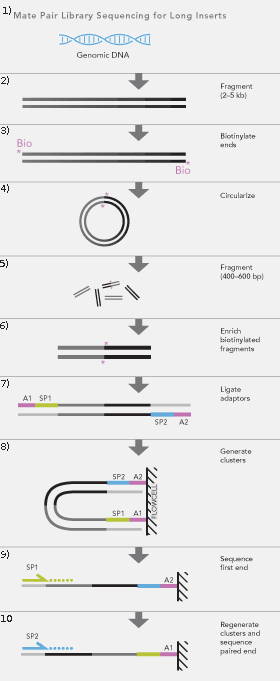 1) Mate Pair Library Sequencing for Long Inserts
Genomic DNA
2) Fragment
(2–5 kb)
3) Biotinylate
ends
Bio
*
*
Bio
4) Circularize
*
*
5) Fragment
(400–600 bp)
6) Enrich
biotinylated
fragments
*
*
7) Ligate
adaptors
A1 SP1
SP2 A2
8) Generate
clusters
SP2 A2
FLOWCELL
SP1 A1
9) Sequence
first end
SP1
A2
10 Regenerate
clusters and
sequence
paired end
SP2
A1